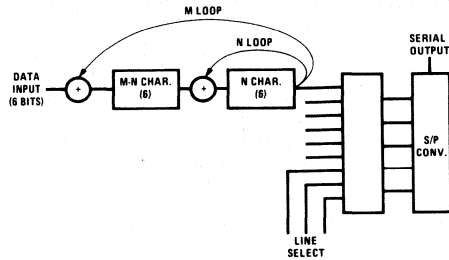 M LOOP
N LOOP
SERIAL
OUTPUT
DATA
INPUT
(6 BITS)
+
M-N CHAR.
(6)
+
N CHAR.
(6)
S/P
CONV.
LINE
SELECT